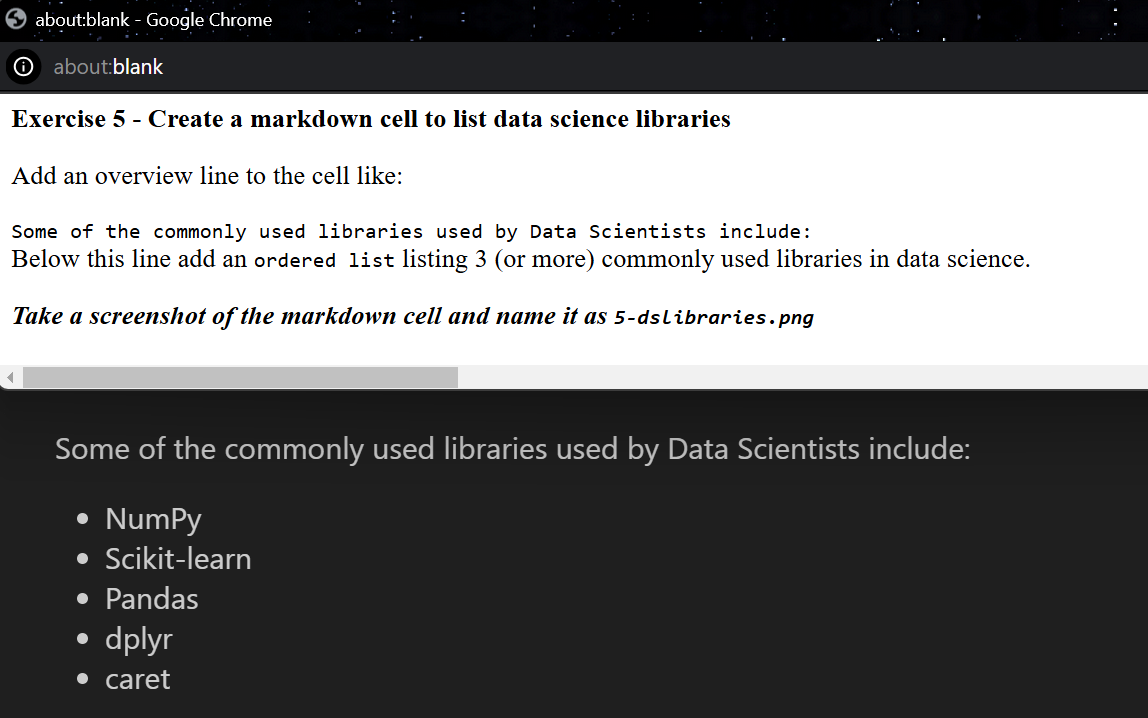 about:blank - Google Chrome
about:blank
Exercise 5 - Create a markdown cell to list data science libraries
Add an overview line to the cell like:
Some of the commonly used libraries used by Data Scientists include:
Below this line add an ordered list listing 3 (or more) commonly used libraries in data science.
Take a screenshot of the markdown cell and name it as 5-dslibraries.png
Some of the commonly used libraries used by Data Scientists include:
• NumPy
• Scikit-learn
• Pandas
• dplyr
• caret